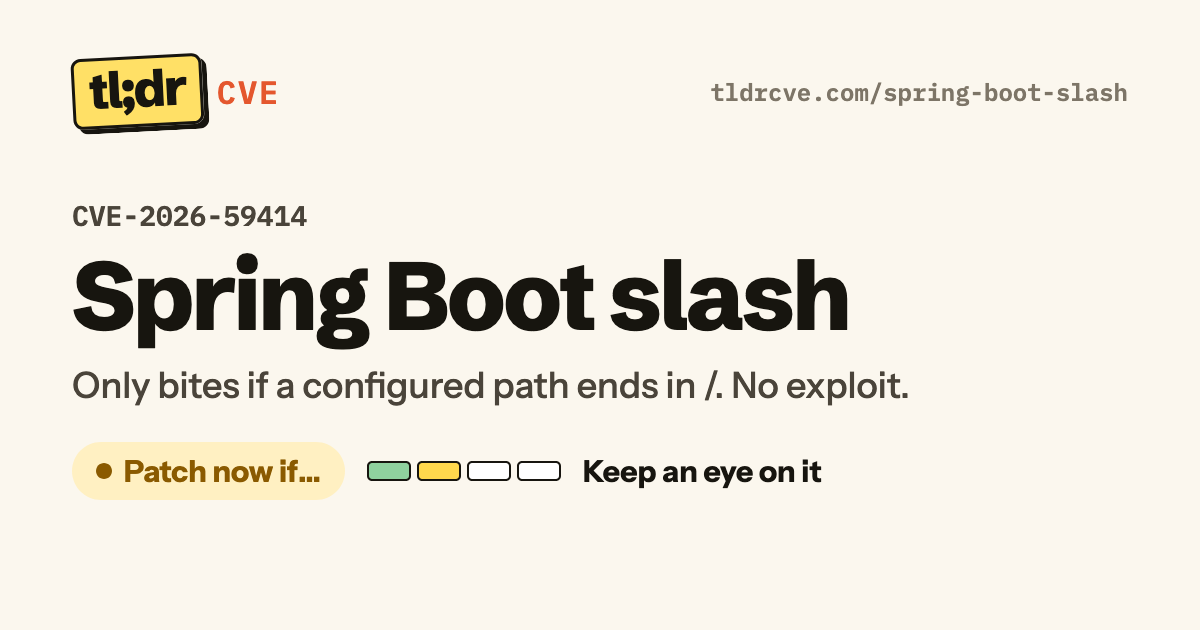 tl;dr CVE
tldrcve.com/spring-boot-slash
CVE-2026-59414
Spring Boot slash
Only bites if a configured path ends in /. No exploit.
Patch now if...
Keep an eye on it